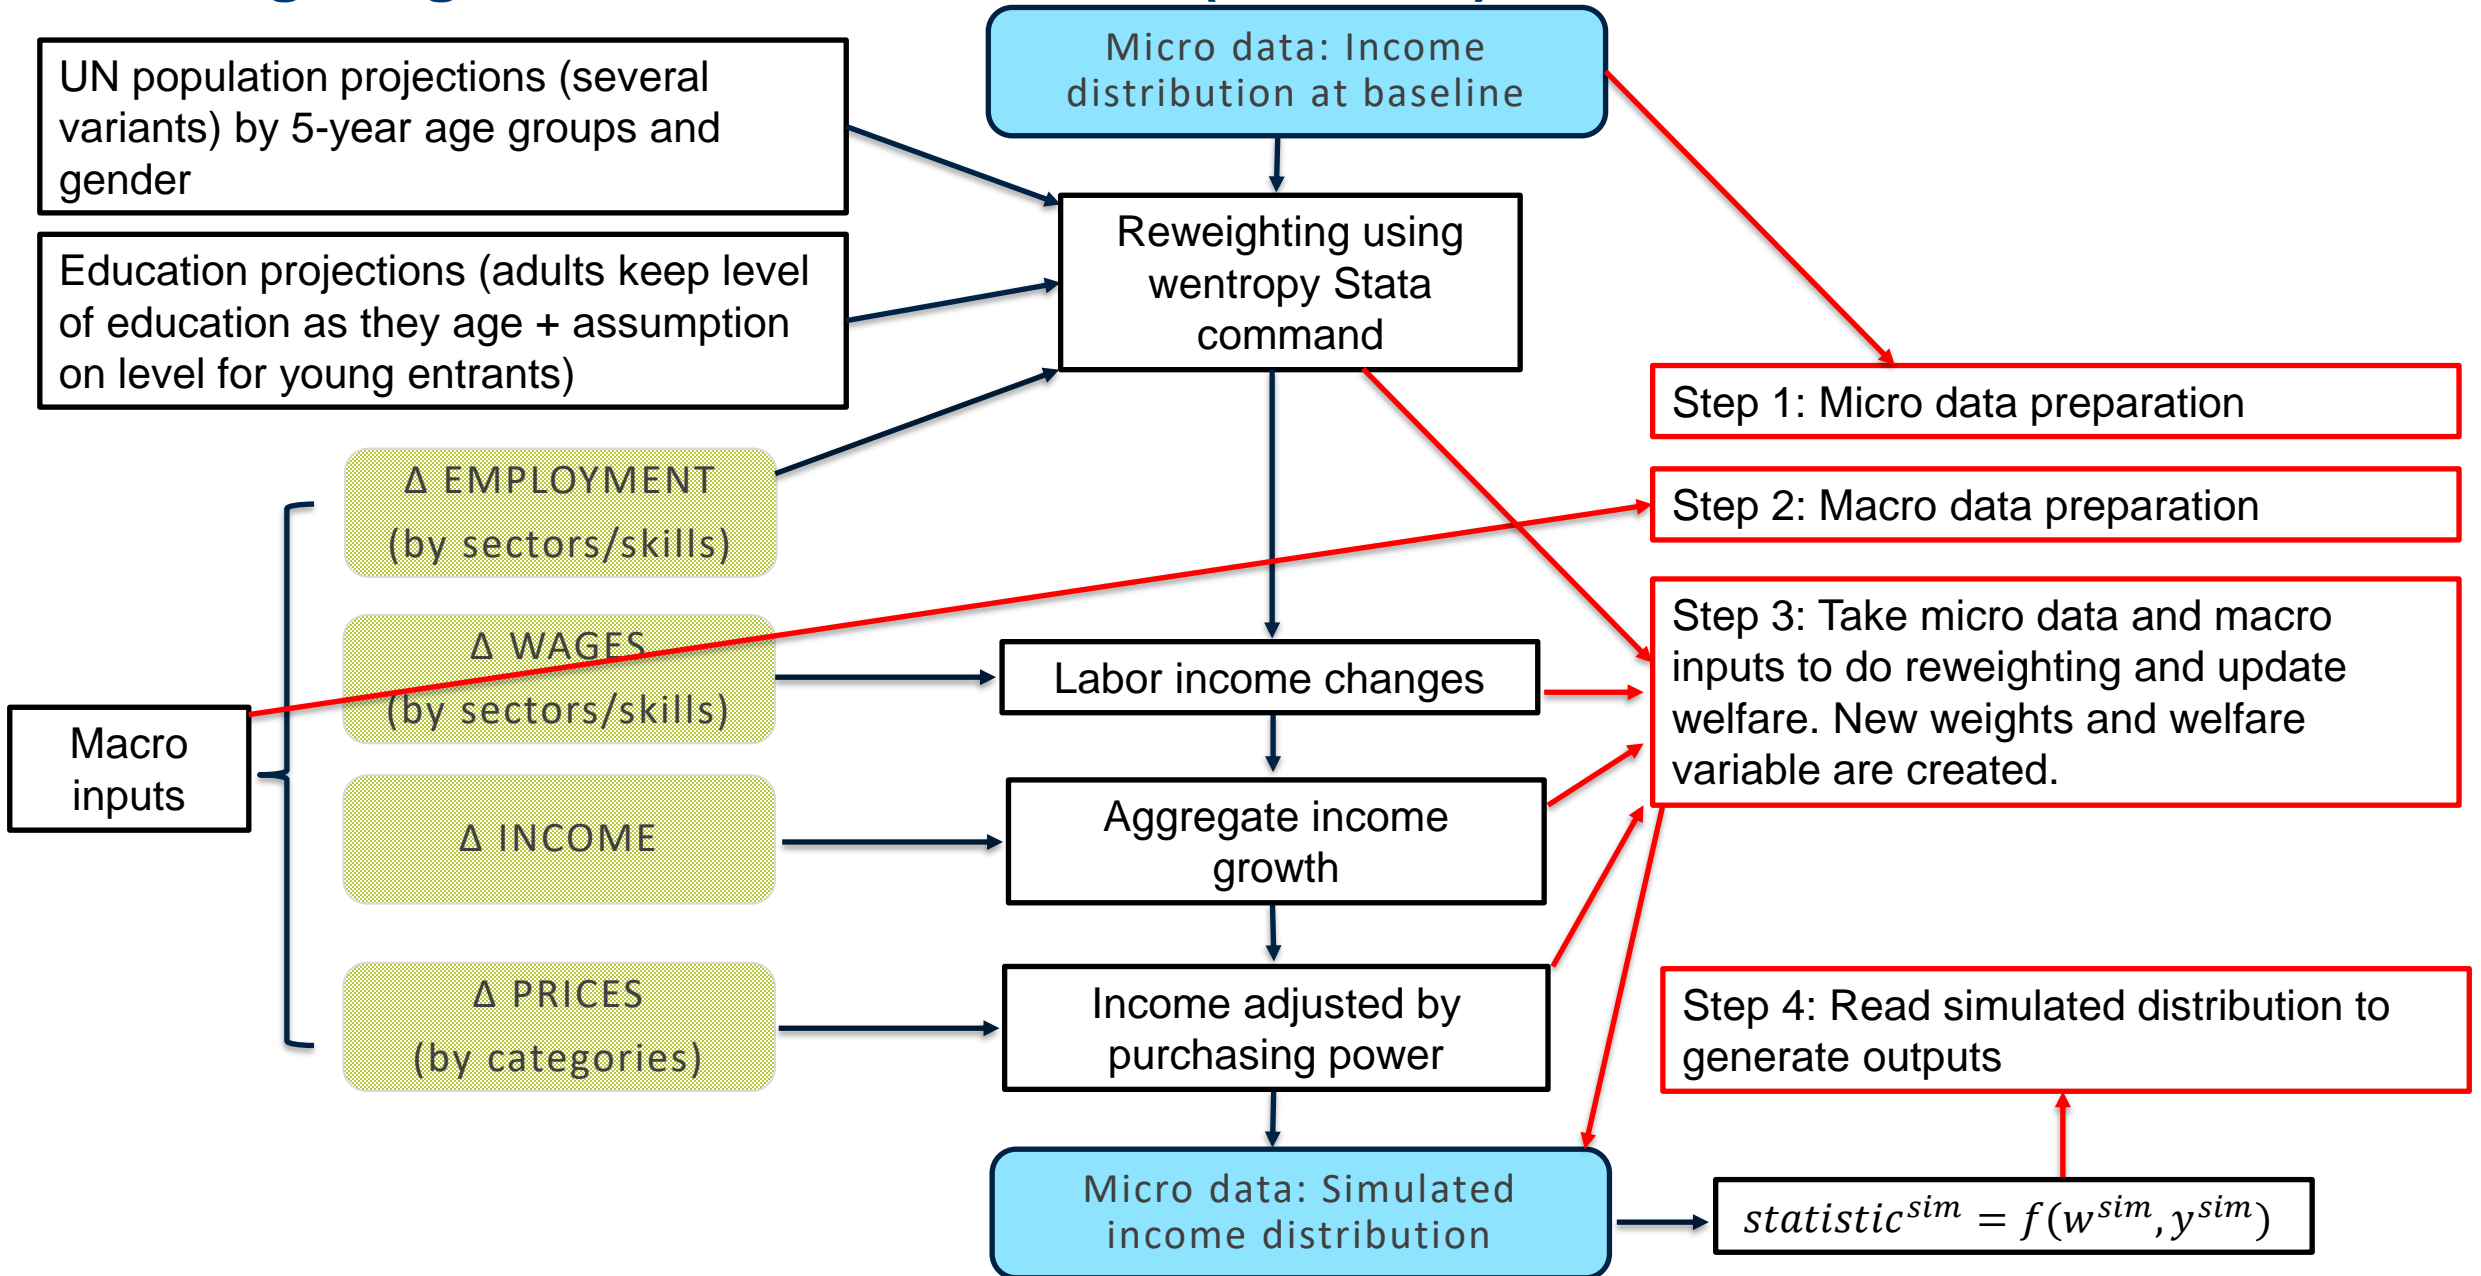 Micro data: Income
distribution at baseline
UN population projections (several
variants) by 5-year age groups and
gender
Reweighting using
wentropy Stata
command
Education projections (adults keep level
of education as they age + assumption
on level for young entrants)
Step 1: Micro data preparation
Δ EMPLOYMENT
(by sectors/skills)
Step 2: Macro data preparation
Δ WAGES
(by sectors/skills)
Labor income changes
Step 3: Take micro data and macro
inputs to do reweighting and update
welfare. New weights and welfare
variable are created.
Macro
inputs
Δ INCOME
Aggregate income
growth
Δ PRICES
(by categories)
Income adjusted by
purchasing power
Step 4: Read simulated distribution to
generate outputs
Micro data: Simulated
income distribution
statistic^sim = f(w^sim, y^sim)